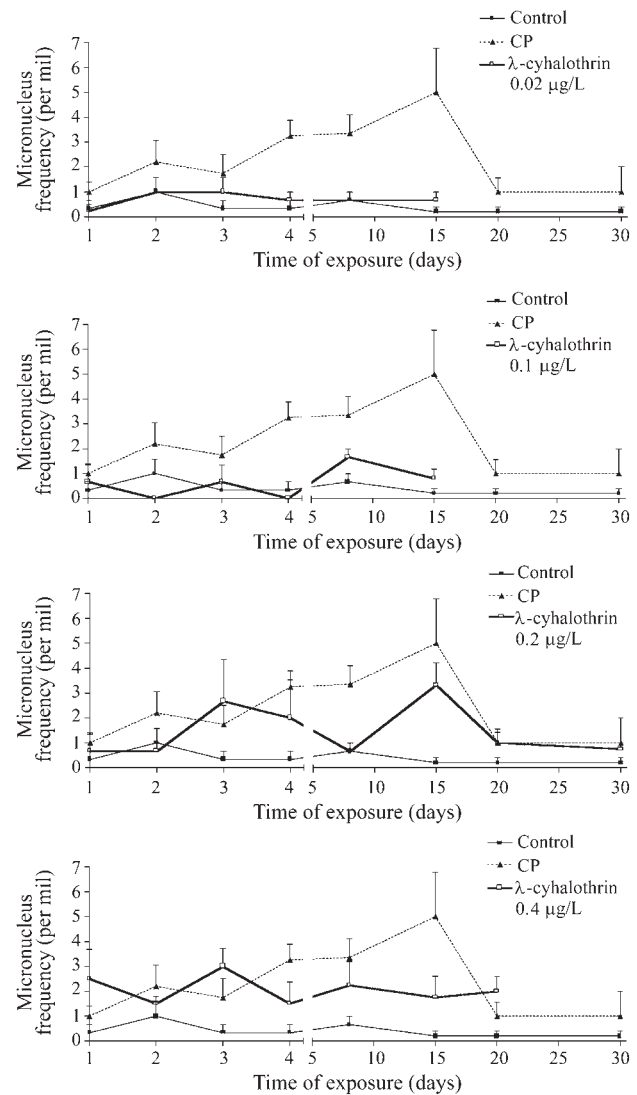 Control
CP
λ-cyhalothrin
0.02 µg/L
Micronucleus
frequency (per mil)
7
6
5
4
3
2
1
0
1 2 3 4 5 10 15 20 25 30
Time of exposure (days)
Control
CP
λ-cyhalothrin
0.1 µg/L
Micronucleus
frequency (per mil)
7
6
5
4
3
2
1
0
1 2 3 4 5 10 15 20 25 30
Time of exposure (days)
Control
CP
λ-cyhalothrin
0.2 µg/L
Micronucleus
frequency (per mil)
7
6
5
4
3
2
1
0
1 2 3 4 5 10 15 20 25 30
Time of exposure (days)
Control
CP
λ-cyhalothrin
0.4 µg/L
Micronucleus
frequency (per mil)
7
6
5
4
3
2
1
0
1 2 3 4 5 10 15 20 25 30
Time of exposure (days)